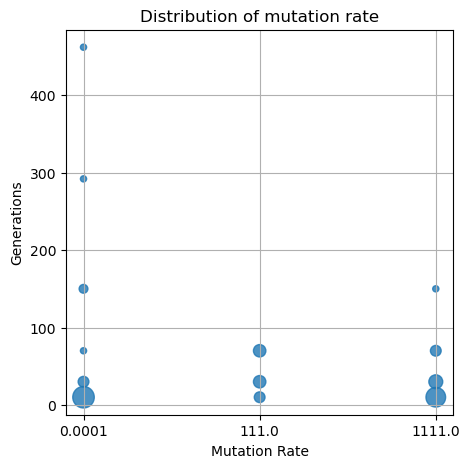 Distribution of mutation rate
400
300
200
100
0
Generations
0.0001
111.0
1111.0
Mutation Rate